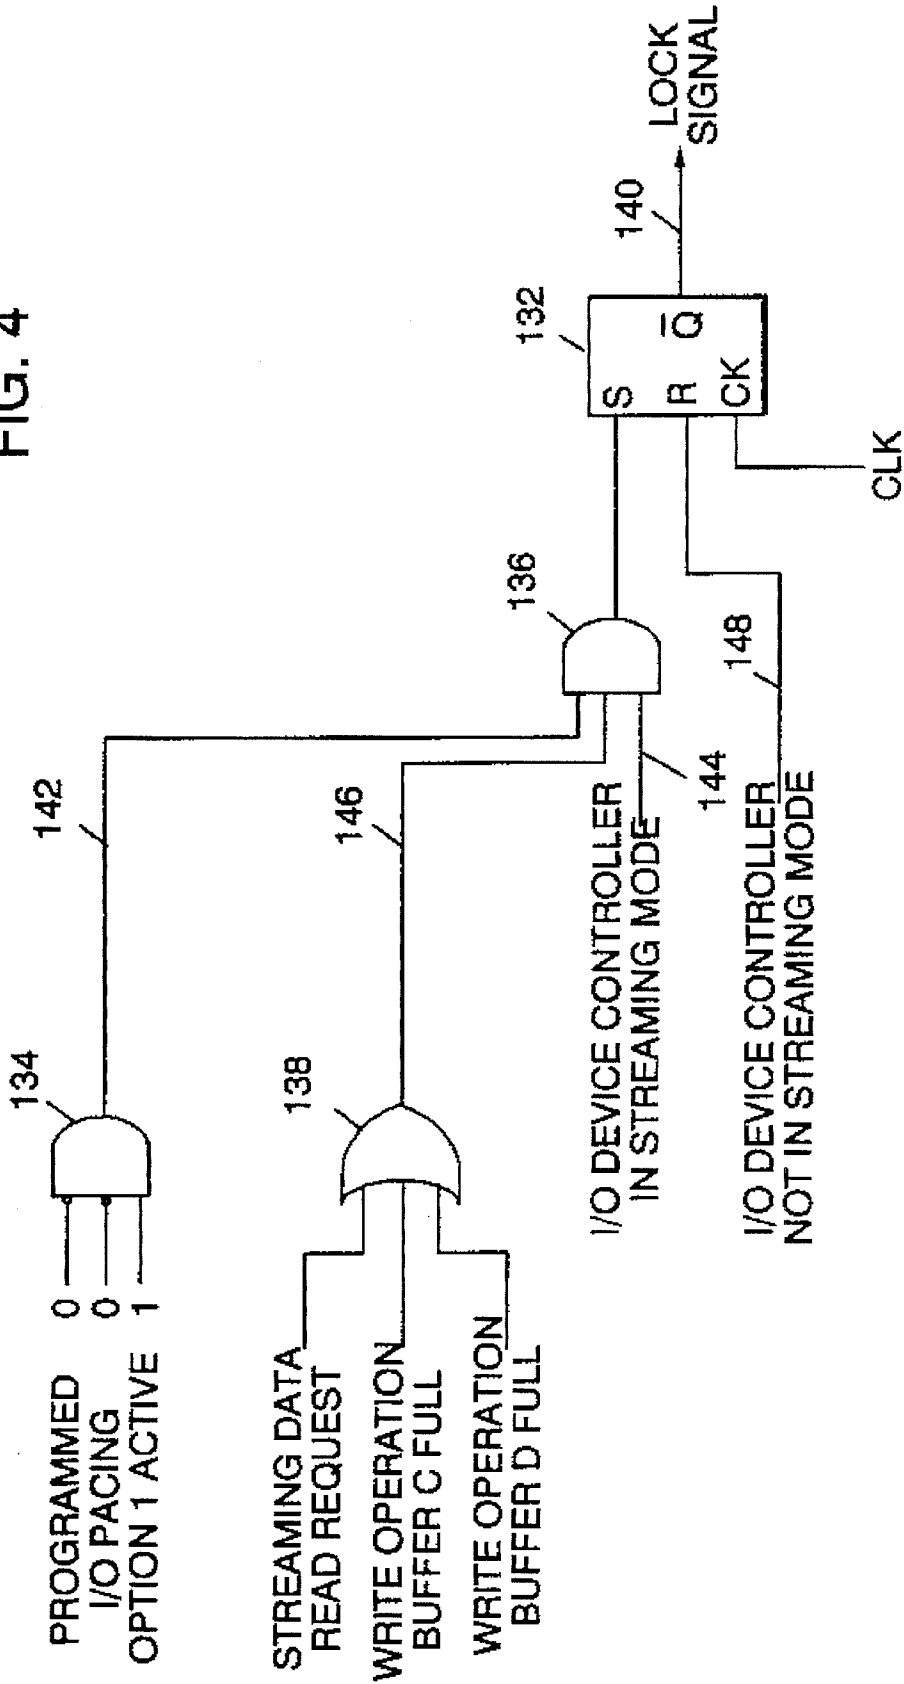 FIG. 4
PROGRAMMED 0
I/O PACING 0
OPTION 1 ACTIVE 1
134
142
STREAMING DATA
READ REQUEST
WRITE OPERATION
BUFFER C FULL
WRITE OPERATION
BUFFER D FULL
138
146
I/O DEVICE CONTROLLER
IN STREAMING MODE
144
I/O DEVICE CONTROLLER
NOT IN STREAMING MODE
148
136
132
S
R
CK
Q̅
CLK
140
LOCK
SIGNAL